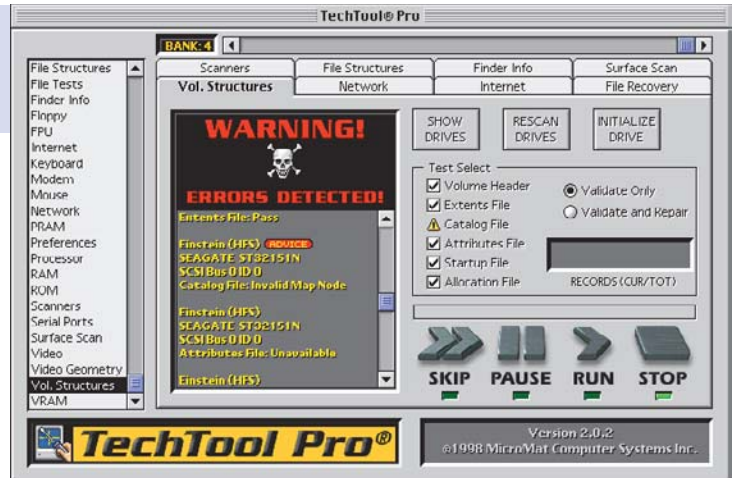 TechTool® Pro
BANK: 4
File Structures
File Tests
Finder Info
Floppy
FPU
Internet
Keyboard
Modem
Mouse
Network
PRAM
Preferences
Processor
RAM
ROM
Scanners
Serial Ports
Surface Scan
Video
Video Geometry
Vol. Structures
VRAM
Scanners
File Structures
Finder Info
Surface Scan
Vol. Structures
Network
Internet
File Recovery
WARNING!
ERRORS DETECTED!
Entents File: Pass
Einstein (HFS) ADVICE
SEAGATE ST32151N
SCSI Bus 0 ID 0
Catalog File: Invalid Map Node
Einstein (HFS)
SEAGATE ST32151N
SCSI Bus 0 ID 0
Attributes File: Unavailable
Einstein (HFS)
SHOW DRIVES
RESCAN DRIVES
INITIALIZE DRIVE
Test Select
Volume Header
Extents File
Catalog File
Attributes File
Startup File
Allocation File
Validate Only
Validate and Repair
RECORDS (CUR/TOT)
SKIP
PAUSE
RUN
STOP
TechTool Pro®
Version 2.0.2
©1998 MicroMat Computer Systems Inc.